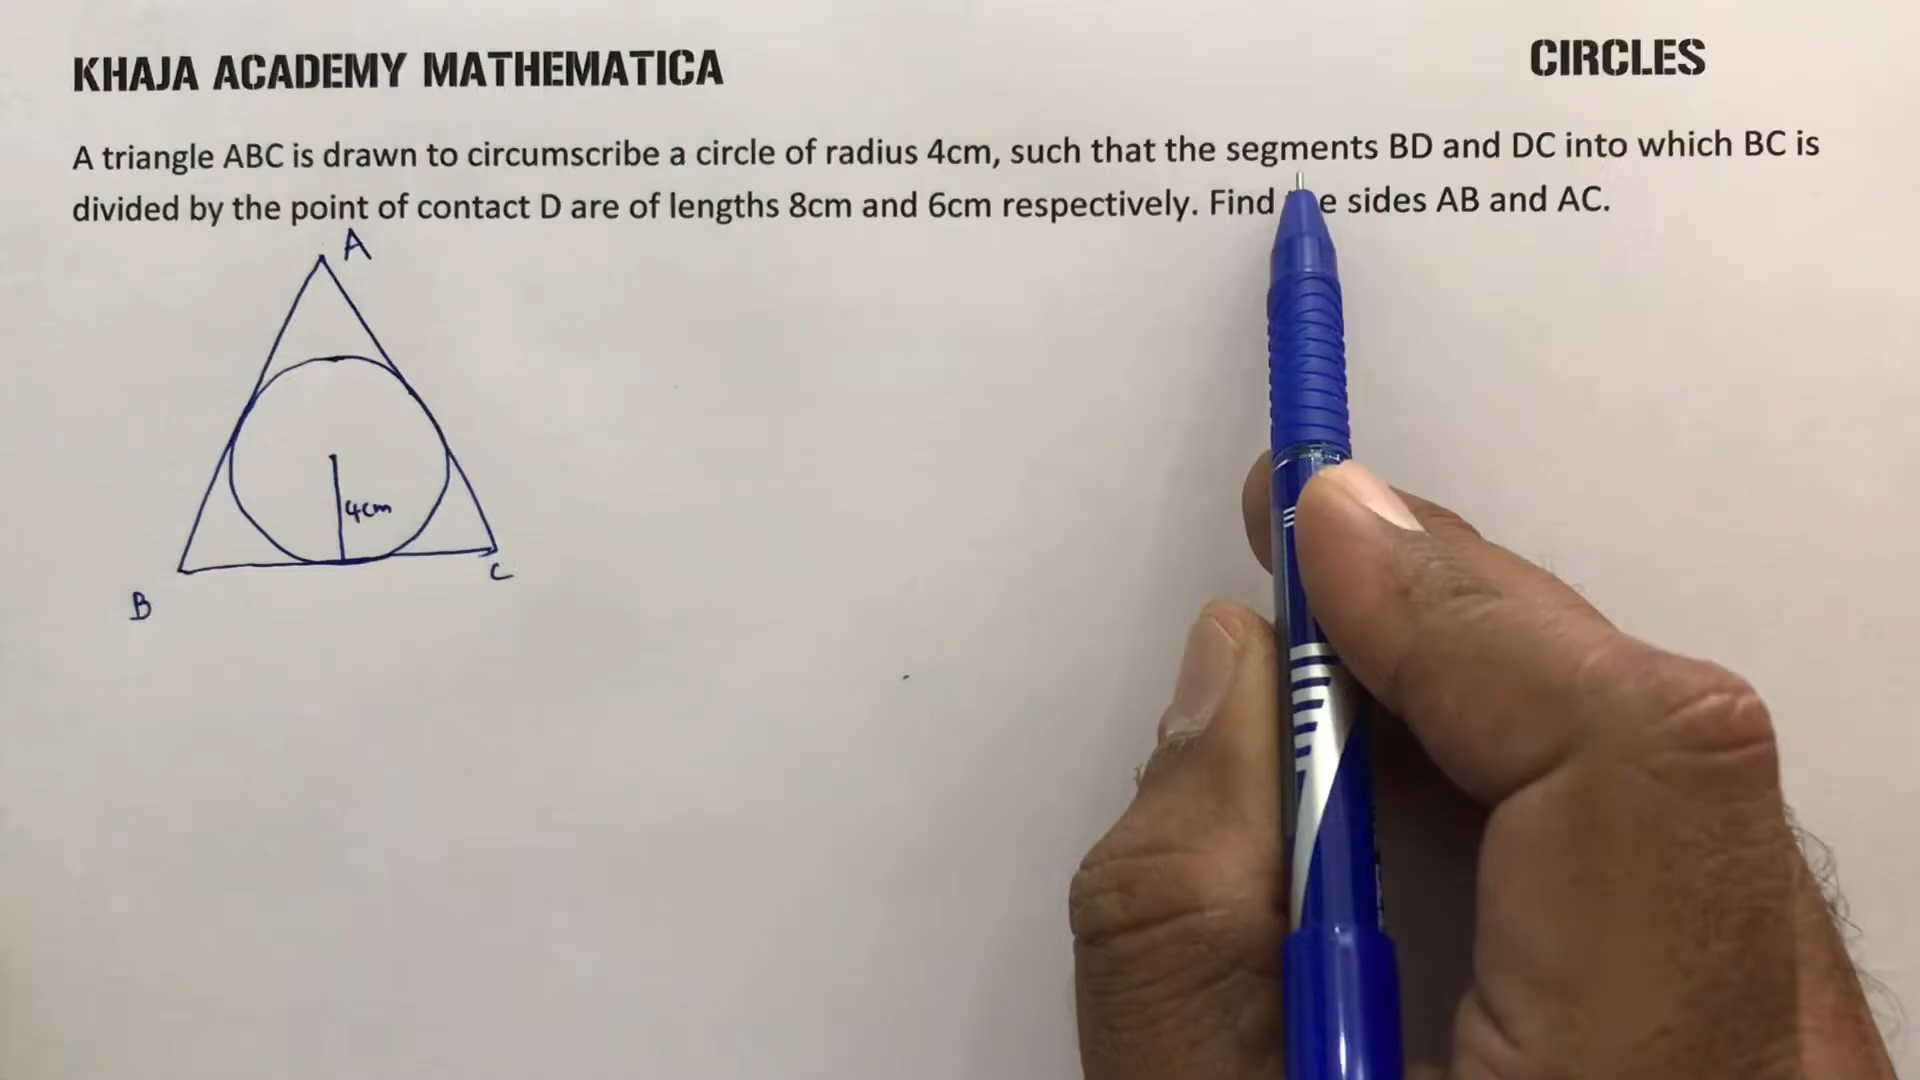 KHAJA ACADEMY MATHEMATICA
CIRCLES
A triangle ABC is drawn to circumscribe a circle of radius 4cm, such that the segments BD and DC into which BC is
divided by the point of contact D are of lengths 8cm and 6cm respectively. Find sides AB and AC.
A
4cm
C
B